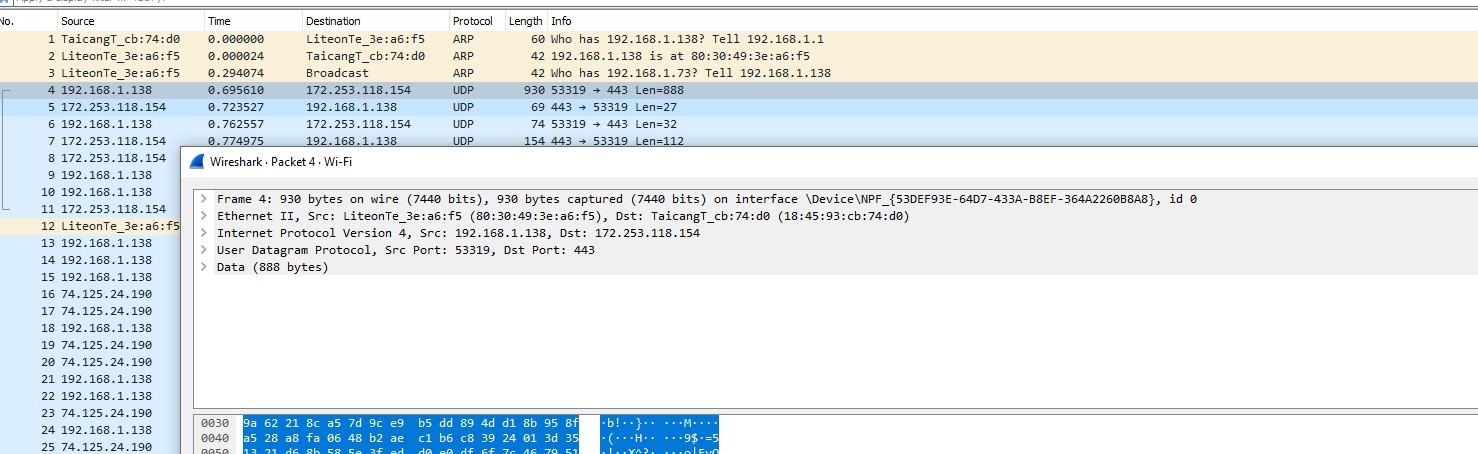 No. Source Time Destination Protocol Length Info
1 TaicangT_cb:74:d0 0.000000 LiteonTe_3e:a6:f5 ARP 60 Who has 192.168.1.138? Tell 192.168.1.1
2 LiteonTe_3e:a6:f5 0.000024 TaicangT_cb:74:d0 ARP 42 192.168.1.138 is at 80:30:49:3e:a6:f5
3 LiteonTe_3e:a6:f5 0.294074 Broadcast ARP 42 Who has 192.168.1.73? Tell 192.168.1.138
4 192.168.1.138 0.695610 172.253.118.154 UDP 930 53319 → 443 Len=888
5 172.253.118.154 0.723527 192.168.1.138 UDP 69 443 → 53319 Len=27
6 192.168.1.138 0.762557 172.253.118.154 UDP 74 53319 → 443 Len=32
7 172.253.118.154 0.774975 192.168.1.138 UDP 154 443 → 53319 Len=112
8 172.253.118.154
9 192.168.1.138
10 192.168.1.138
11 172.253.118.154
12 LiteonTe_3e:a6:f5
13 192.168.1.138
14 192.168.1.138
15 192.168.1.138
16 74.125.24.190
17 74.125.24.190
18 192.168.1.138
19 74.125.24.190
20 74.125.24.190
21 192.168.1.138
22 192.168.1.138
23 74.125.24.190
24 192.168.1.138
25 74.125.24.190
Wireshark · Packet 4 · Wi-Fi
Frame 4: 930 bytes on wire (7440 bits), 930 bytes captured (7440 bits) on interface \Device\NPF_{53DEF93E-64D7-433A-B8EF-364A2260B8A8}, id 0
Ethernet II, Src: LiteonTe_3e:a6:f5 (80:30:49:3e:a6:f5), Dst: TaicangT_cb:74:d0 (18:45:93:cb:74:d0)
Internet Protocol Version 4, Src: 192.168.1.138, Dst: 172.253.118.154
User Datagram Protocol, Src Port: 53319, Dst Port: 443
Data (888 bytes)
0030 9a 62 21 8c a5 7d 9c e9 b5 dd 89 4d d1 8b 95 8f ·b!··}·· ···M····
0040 a5 28 a8 fa 06 48 b2 ae c1 b6 c8 39 24 01 3d 35 ·(···H·· ···9$·=5
0050 13 21 d6 8b 58 5e 3f ed d0 e0 df 6f 7c 46 79 51